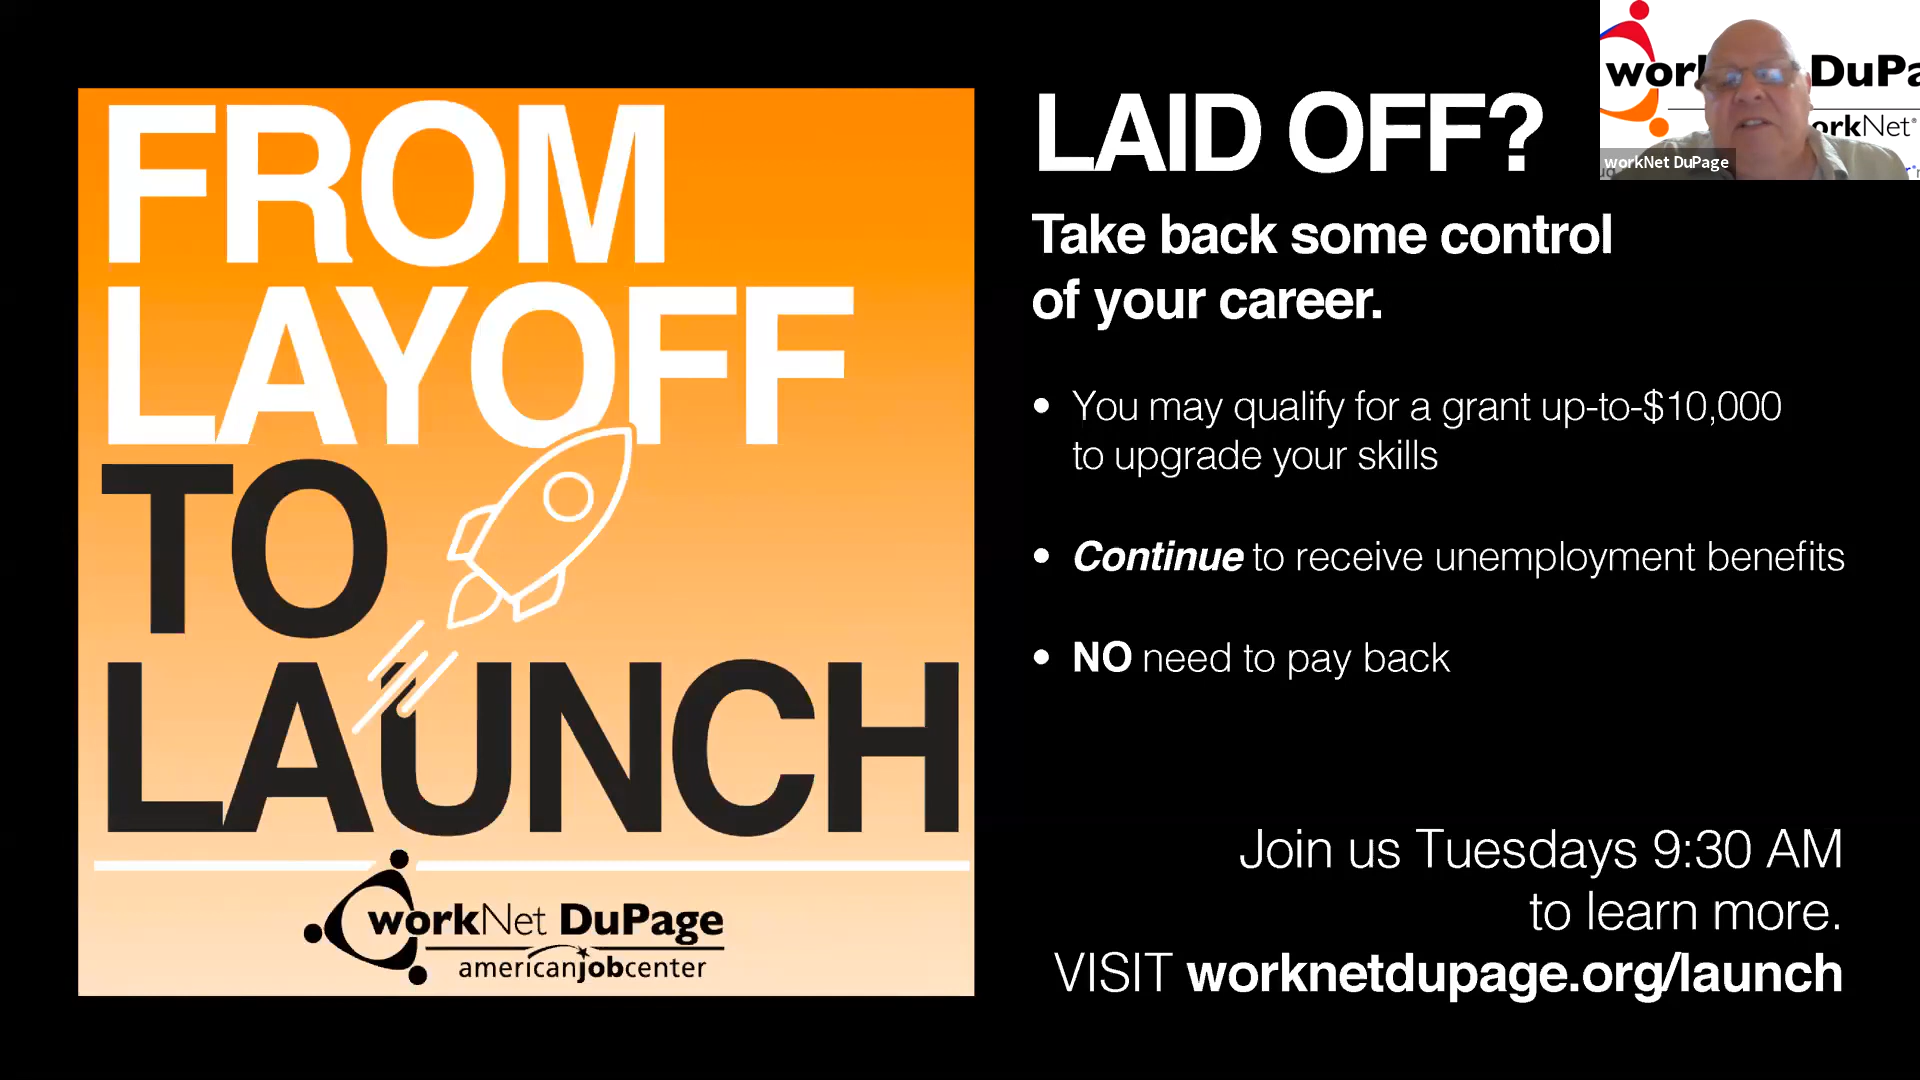 FROM
LAYOFF
TO
LAUNCH
workNet DuPage
americanjobcenter
LAID OFF?
Take back some control
of your career.
• You may qualify for a grant up-to-$10,000
to upgrade your skills
• Continue to receive unemployment benefits
• NO need to pay back
Join us Tuesdays 9:30 AM
to learn more.
VISIT worknetdupage.org/launch
DuPa
orkNet®
workNet DuPage